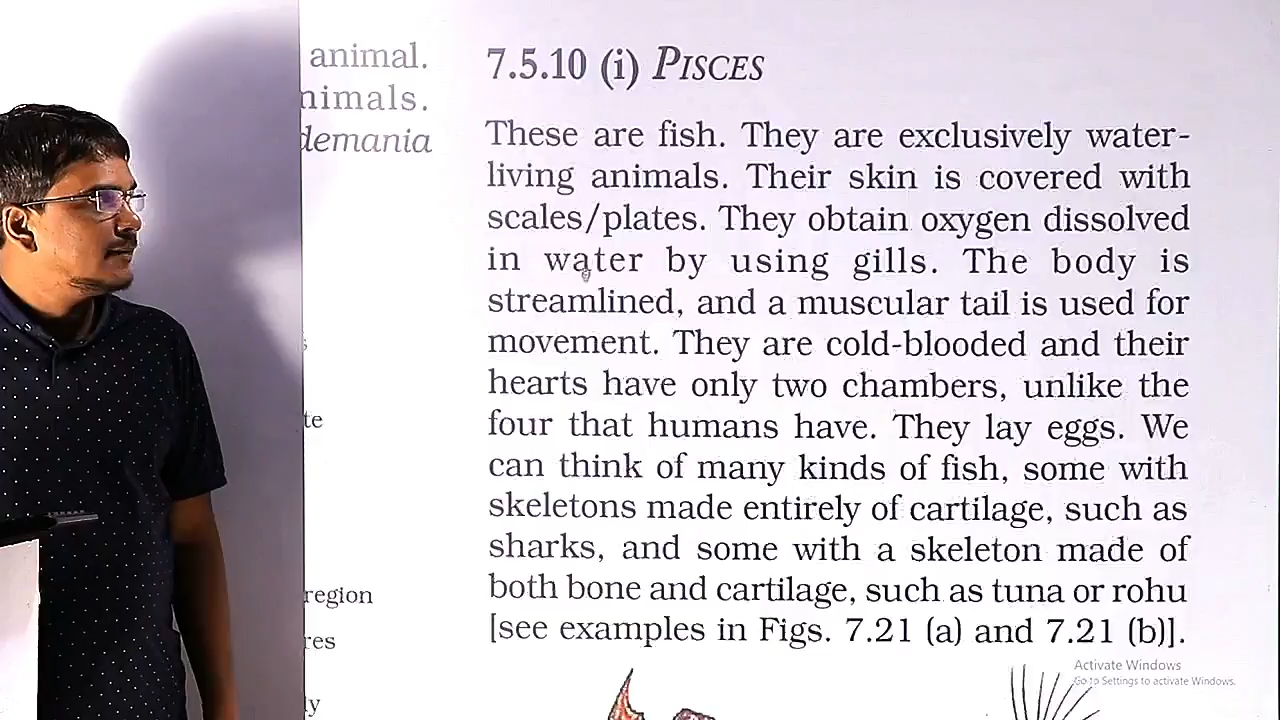 animal.
nimals.
demania
te
region
res
ly
7.5.10 (i) PISCES
These are fish. They are exclusively water-
living animals. Their skin is covered with
scales/plates. They obtain oxygen dissolved
in water by using gills. The body is
streamlined, and a muscular tail is used for
movement. They are cold-blooded and their
hearts have only two chambers, unlike the
four that humans have. They lay eggs. We
can think of many kinds of fish, some with
skeletons made entirely of cartilage, such as
sharks, and some with a skeleton made of
both bone and cartilage, such as tuna or rohu
[see examples in Figs. 7.21 (a) and 7.21 (b)].
Activate Windows
Go to Settings to activate Windows.